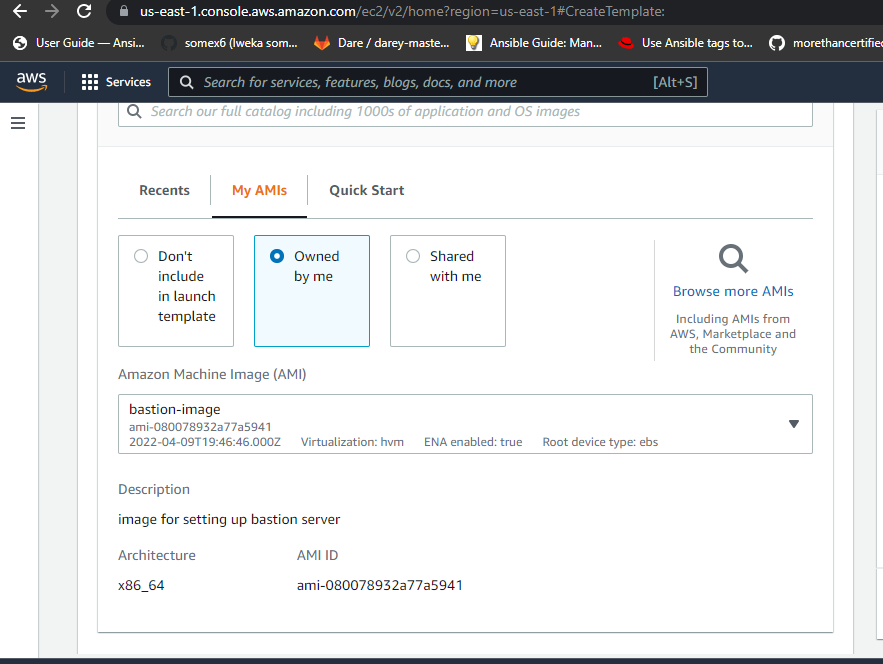 us-east-1.console.aws.amazon.com/ec2/v2/home?region=us-east-1#CreateTemplate:
User Guide — Ansi... somex6 (Iweka som... Dare / darey-maste... Ansible Guide: Man... Use Ansible tags to... morethancertified
aws Services Search for services, features, blogs, docs, and more [Alt+S]
Search our full catalog including 1000s of application and OS images
Recents My AMIs Quick Start
Don't
include
in launch
template
Owned
by me
Shared
with me
Browse more AMIs
Including AMIs from
AWS, Marketplace and
the Community
Amazon Machine Image (AMI)
bastion-image
ami-080078932a77a5941
2022-04-09T19:46:46.000Z Virtualization: hvm ENA enabled: true Root device type: ebs
Description
image for setting up bastion server
Architecture AMI ID
x86_64 ami-080078932a77a5941